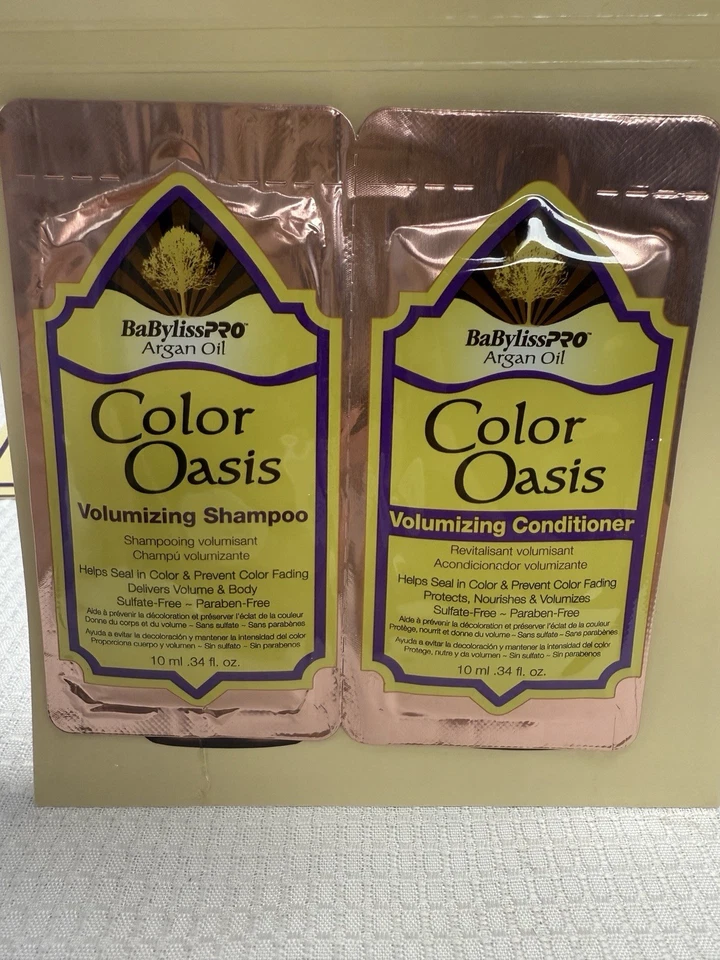 BaBylissPRO™
Argan Oil
Color
Oasis
Volumizing Shampoo
Shampooing volumisant
Champú volumizante
Helps Seal in Color & Prevent Color Fading
Delivers Volume & Body
Sulfate-Free ~ Paraben-Free
Aide à prévenir la décoloration et préserver l'éclat de la couleur
Donne du corps et du volume ~ Sans sulfate ~ Sans parabènes
Ayuda a evitar le decoloración y mantener la intensidad del color
Proporciona cuerpo y volumen ~ Sin sulfato ~ Sin parabenos
10 ml .34 fl. oz.
BaBylissPRO™
Argan Oil
Color
Oasis
Volumizing Conditioner
Revitalisant volumisant
Acondicionador volumizante
Helps Seal in Color & Prevent Color Fading
Protects, Nourishes & Volumizes
Sulfate-Free ~ Paraben-Free
Aide à prévenir la décoloration et préserver l'éclat de la couleur
Protège, nourrit et donne du volume ~ Sans sulfate ~ Sans parabènes
Ayuda a evitar le decoloración y mantener la intensidad del color
Protege, nutre y da volumen ~ Sin sulfato ~ Sin parabenos
10 ml .34 fl. oz.